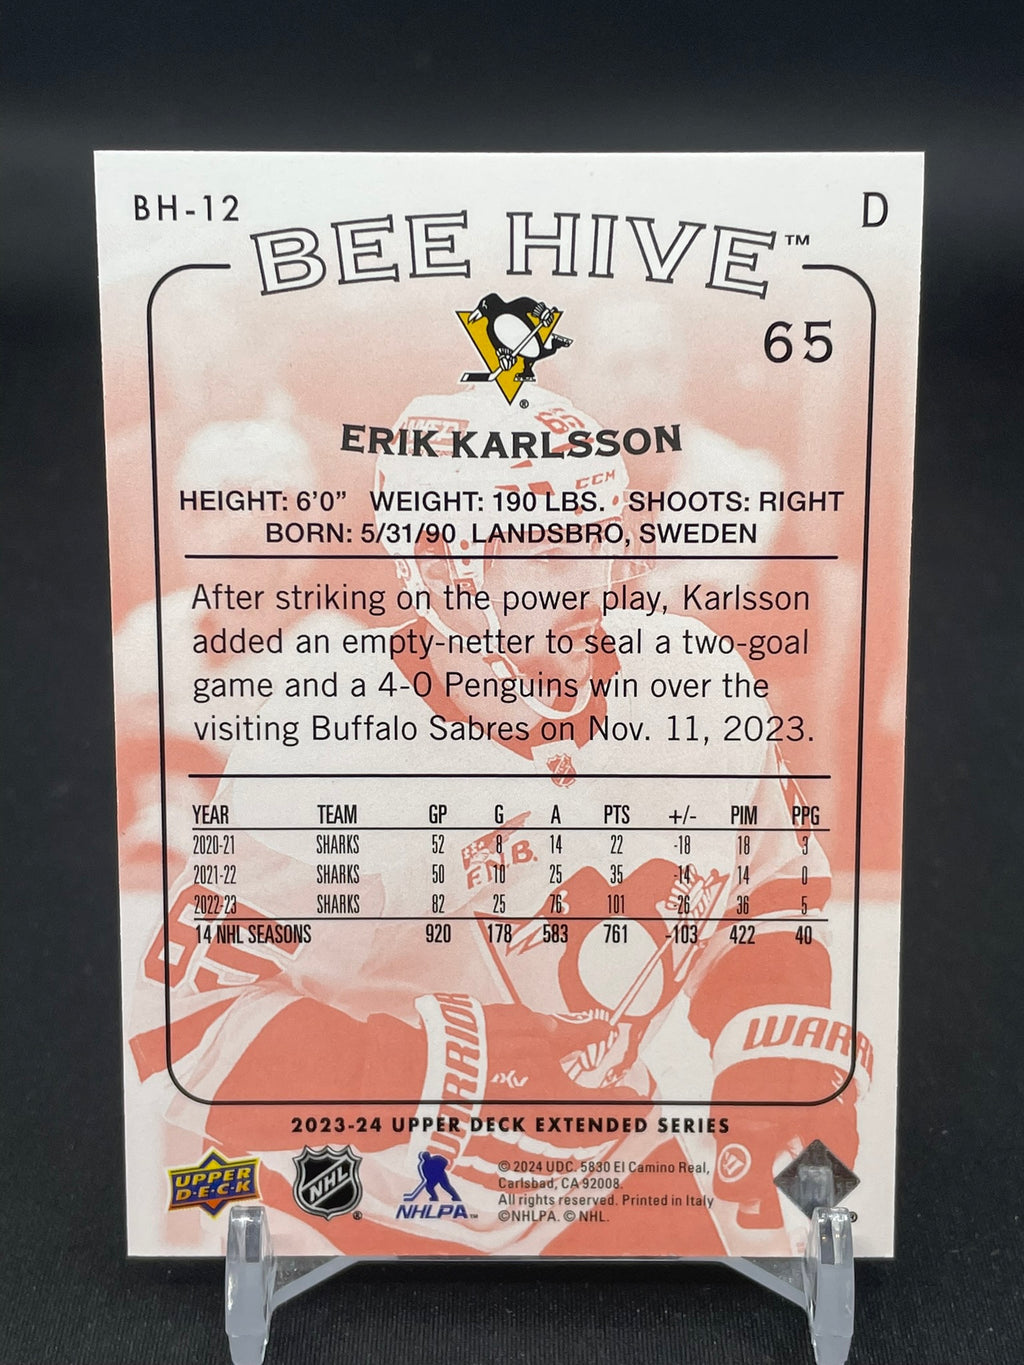 BH-12
D
BEE HIVE™
65
®
ERIK KARLSSON
HEIGHT: 6'0" WEIGHT: 190 LBS. SHOOTS: RIGHT
BORN: 5/31/90 LANDSBRO, SWEDEN
CCM
After striking on the power play, Karlsson
added an empty-netter to seal a two-goal
game and a 4-0 Penguins win over the
visiting Buffalo Sabres on Nov. 11, 2023.
YEAR TEAM GP G A PTS +/- PIM PPG
2020-21 SHARKS 52 8 14 22 -18 18 3
2021-22 SHARKS 50 10 25 35 -14 14 0
2022-23 SHARKS 82 25 76 101 -26 36 5
14 NHL SEASONS 920 178 583 761 -103 422 40
F.N.B.
WARRIOR
WARR
2023-24 UPPER DECK EXTENDED SERIES
UPPER
D·E·C·K
NHL
®
NHLPA™
© 2024 UDC. 5830 El Camino Real,
Carlsbad, CA 92008.
All rights reserved. Printed in Italy
©NHLPA. © NHL.